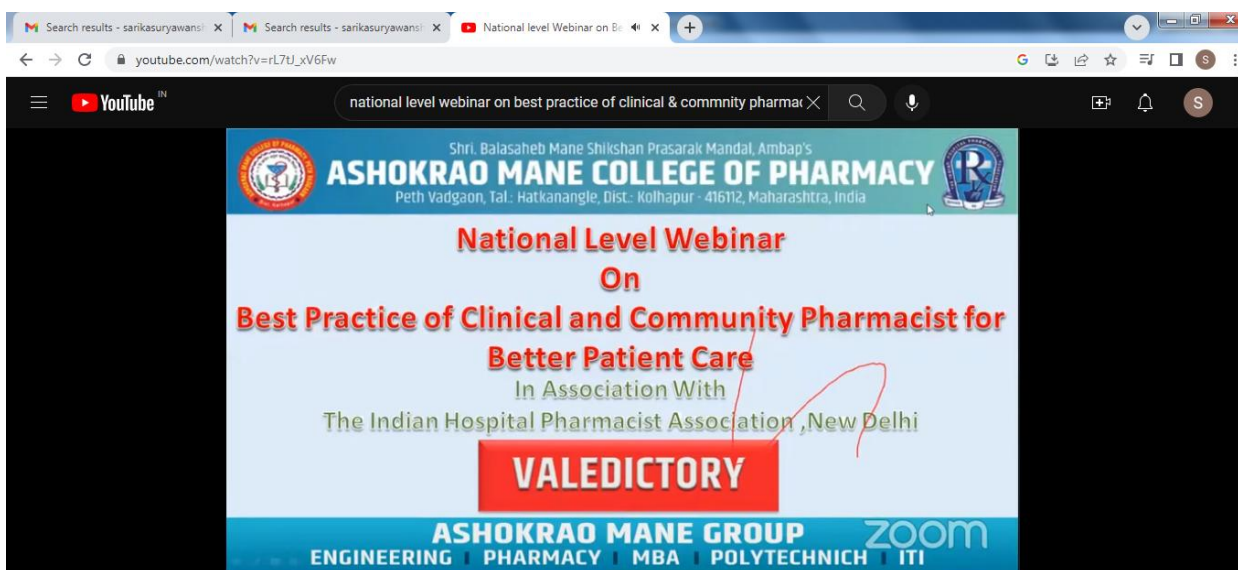 Search results - sarikasuryawans
Search results - sarikasuryawans
National level Webinar on Be
youtube.com/watch?v=rL7tJ_xV6Fw
G
S
YouTube IN
national level webinar on best practice of clinical & commnity pharmac
S
Shri. Balasaheb Mane Shikshan Prasarak Mandal, Ambap's
ASHOKRAO MANE COLLEGE OF PHARMACY
Peth Vadgaon, Tal.: Hatkanangle, Dist.: Kolhapur - 416112, Maharashtra, India
National Level Webinar
On
Best Practice of Clinical and Community Pharmacist for
Better Patient Care
In Association With
The Indian Hospital Pharmacist Association ,New Delhi
VALEDICTORY
ASHOKRAO MANE GROUP
zoom
ENGINEERING PHARMACY MBA POLYTECHNICH ITI